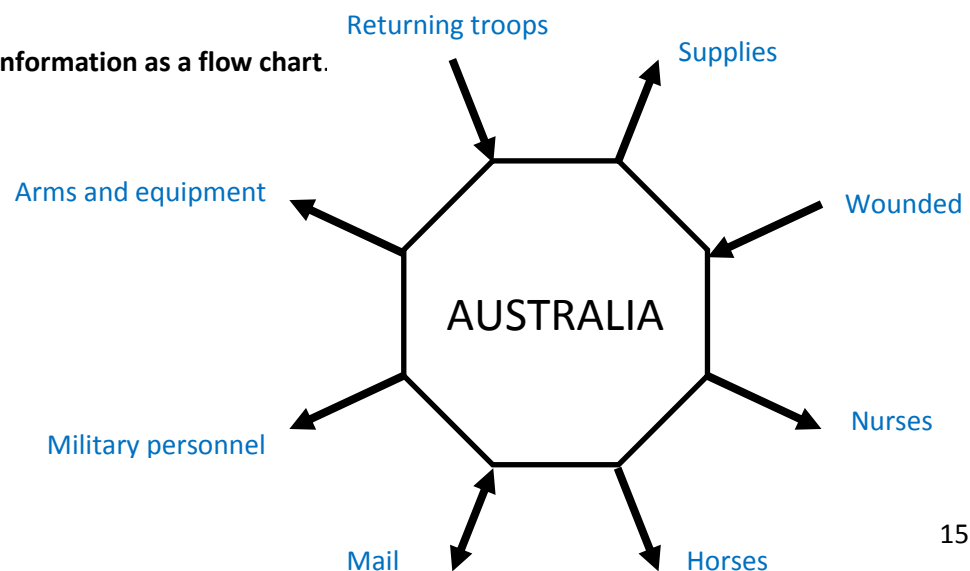 Returning troops
nformation as a flow chart.
Supplies
Arms and equipment
Wounded
AUSTRALIA
Nurses
Military personnel
15
Mail
Horses